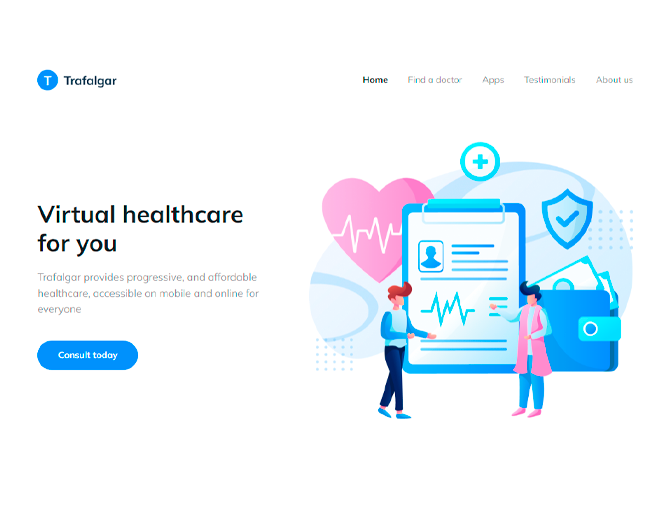 T Trafalgar
Home Find a doctor Apps Testimonials About us
Virtual healthcare
for you
Trafalgar provides progressive, and affordable
healthcare, accessible on mobile and online for
everyone
Consult today